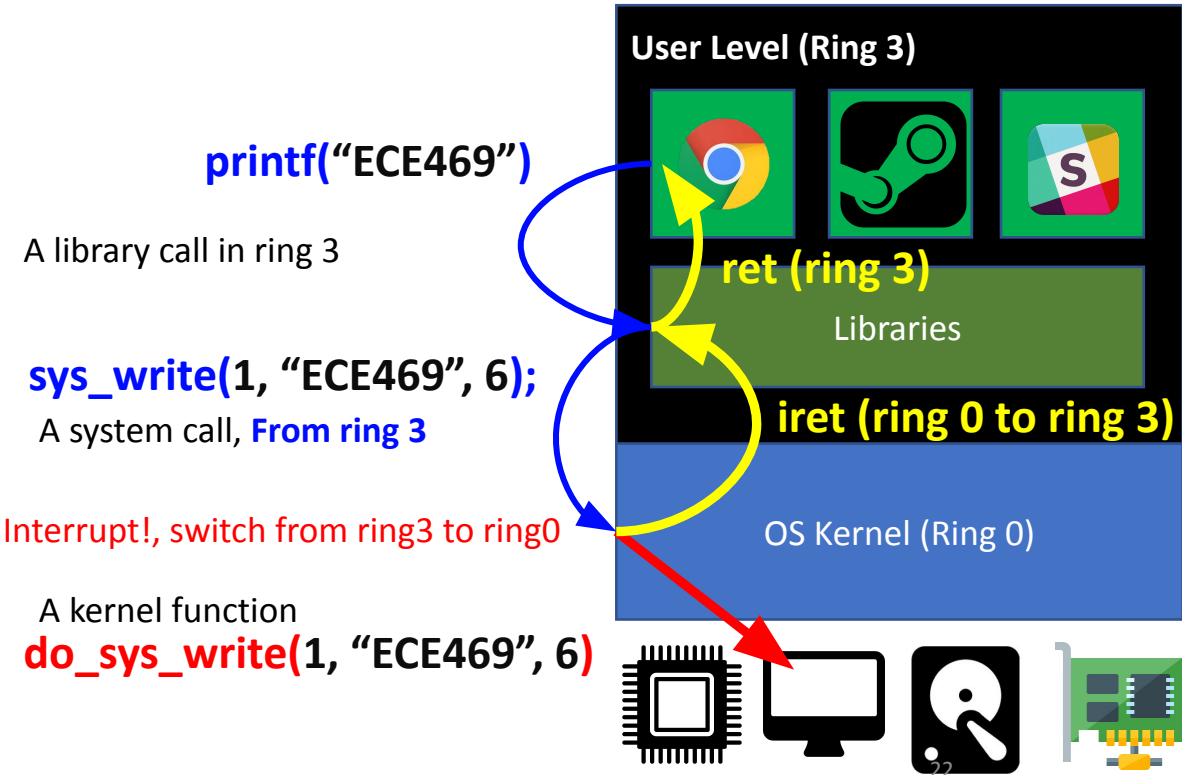 User Level (Ring 3)
printf(“ECE469”)
S
A library call in ring 3
ret (ring 3)
Libraries
sys_write(1, “ECE469”, 6);
A system call, From ring 3
iret (ring 0 to ring 3)
Interrupt!, switch from ring3 to ring0
OS Kernel (Ring 0)
A kernel function
do_sys_write(1, “ECE469”, 6)
22